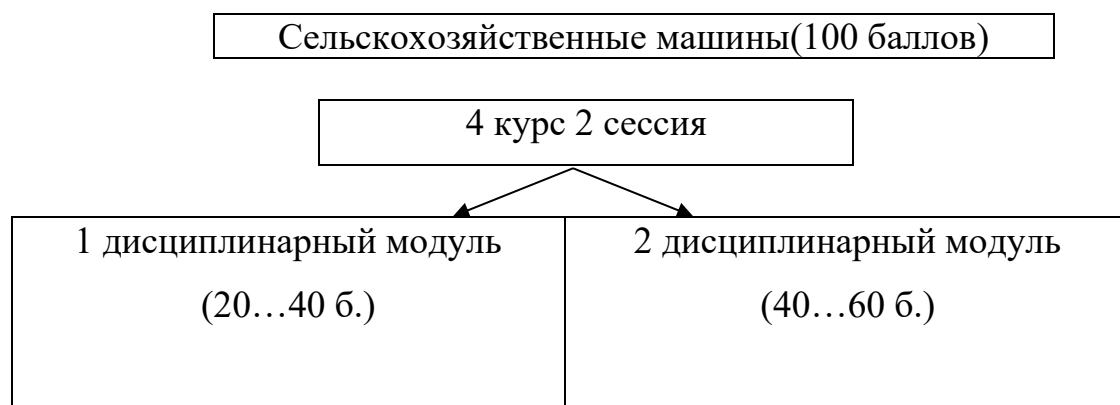 Сельскохозяйственные машины(100 баллов)
4 курс 2 сессия
1 дисциплинарный модуль
(20…40 б.)
2 дисциплинарный модуль
(40…60 б.)